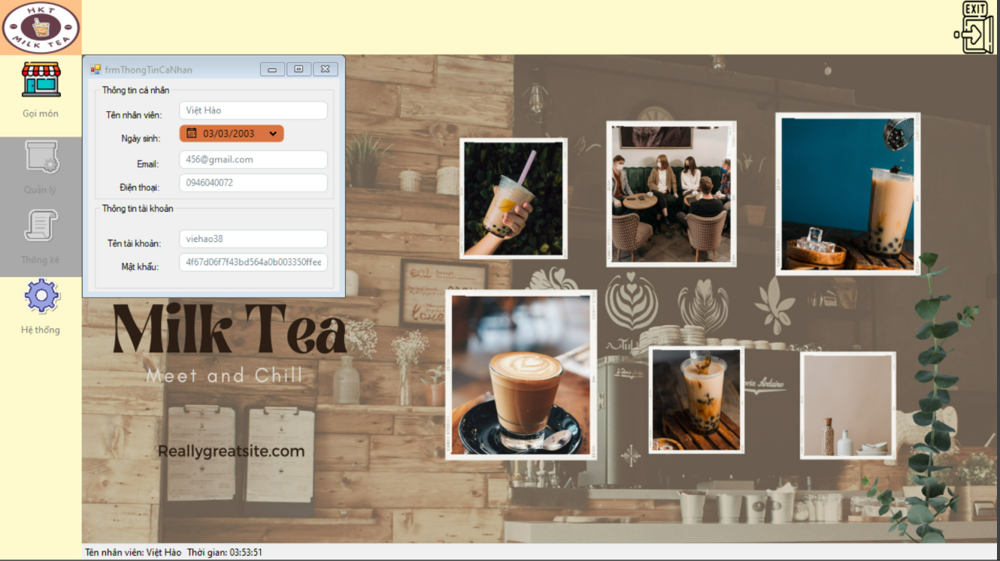 HKT
MILK TEA
EXIT
Gọi món
Quản lý
Thống kê
Hệ thống
frmThongTinCaNhan
Thông tin cá nhân
Tên nhân viên: Việt Hào
Ngày sinh: 03/03/2003
Email: 456@gmail.com
Điện thoại: 0946040072
Thông tin tài khoản
Tên tài khoản: viehao38
Mật khẩu: 4f67d06f7f43bd564a0b003350ffee
eat
love
Milk Tea
Meet and Chill
Reallygreatsite.com
Tên nhân viên: Việt Hào Thời gian: 03:53:51